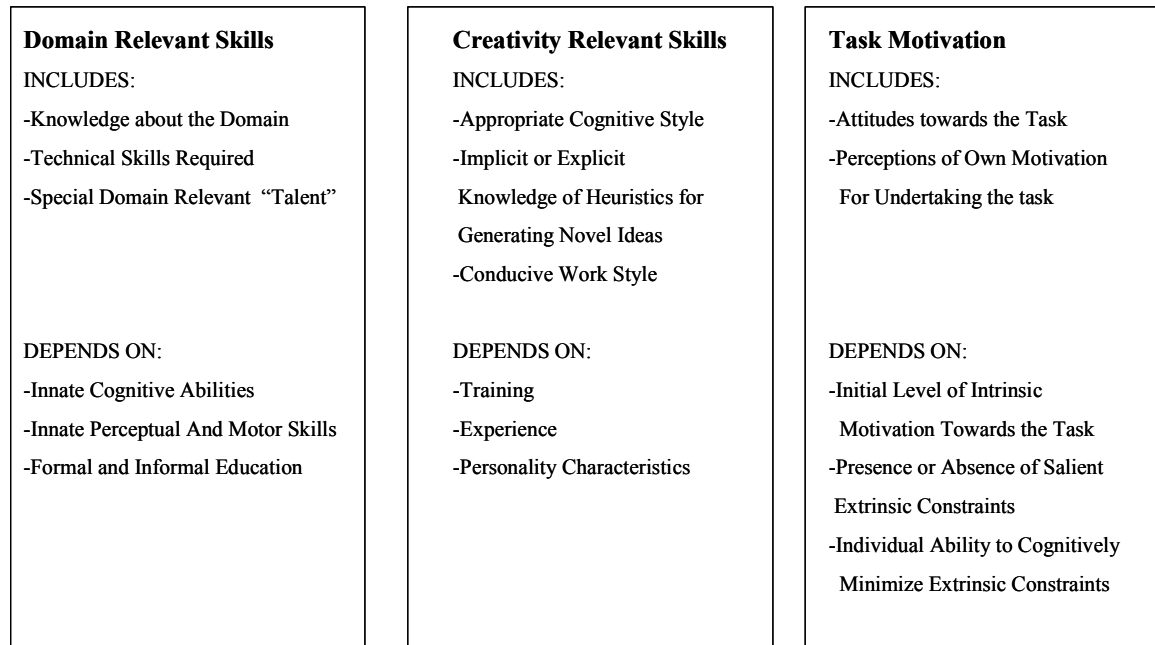 Domain Relevant Skills
INCLUDES:
-Knowledge about the Domain
-Technical Skills Required
-Special Domain Relevant “Talent”
DEPENDS ON:
-Innate Cognitive Abilities
-Innate Perceptual And Motor Skills
-Formal and Informal Education
Creativity Relevant Skills
INCLUDES:
-Appropriate Cognitive Style
-Implicit or Explicit
Knowledge of Heuristics for
Generating Novel Ideas
-Conducive Work Style
DEPENDS ON:
-Training
-Experience
-Personality Characteristics
Task Motivation
INCLUDES:
-Attitudes towards the Task
-Perceptions of Own Motivation
For Undertaking the task
DEPENDS ON:
-Initial Level of Intrinsic
Motivation Towards the Task
-Presence or Absence of Salient
Extrinsic Constraints
-Individual Ability to Cognitively
Minimize Extrinsic Constraints